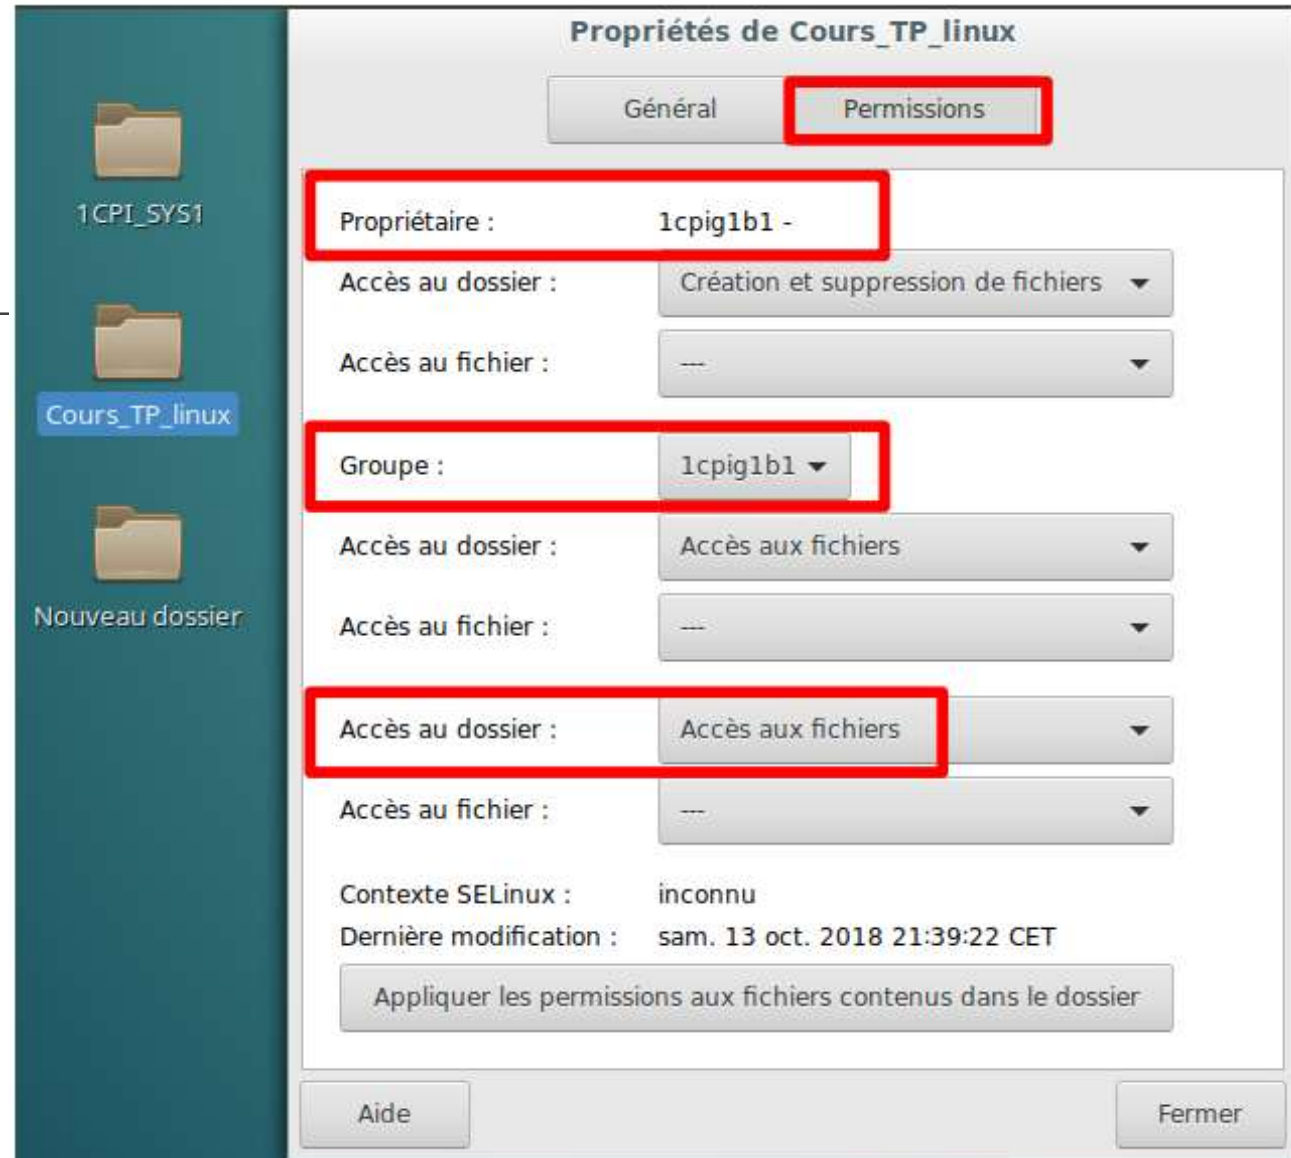 Propriétés de Cours_TP_linux
Général Permissions
1CPI_SYS1
Propriétaire : 1cpig1b1 -
Accès au dossier : Création et suppression de fichiers
Accès au fichier : ---
Cours_TP_linux
Groupe : 1cpig1b1
Accès au dossier : Accès aux fichiers
Nouveau dossier
Accès au fichier : ---
Accès au dossier : Accès aux fichiers
Accès au fichier : ---
Contexte SELinux : inconnu
Dernière modification : sam. 13 oct. 2018 21:39:22 CET
Appliquer les permissions aux fichiers contenus dans le dossier
Aide Fermer